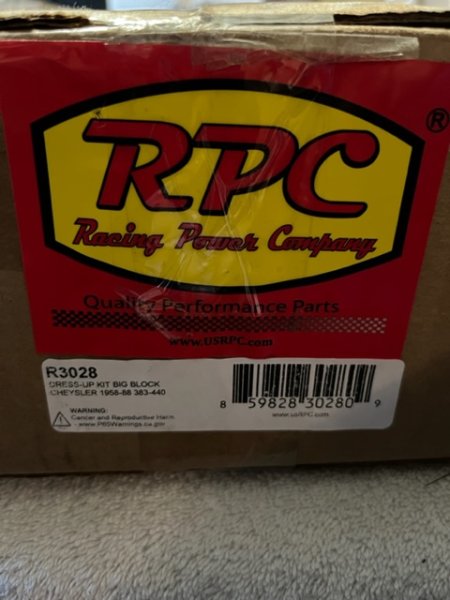 RPC
®
Racing Power Company
Quality Performance Parts
www.USRPC.com
R3028
DRESS-UP KIT BIG BLOCK
CHEYSLER 1958-88 383-440
WARNING:
Cancer and Reproductive Harm
www.P65Warnings.ca.gov
8 59828 30280 9
www.usRPC.com